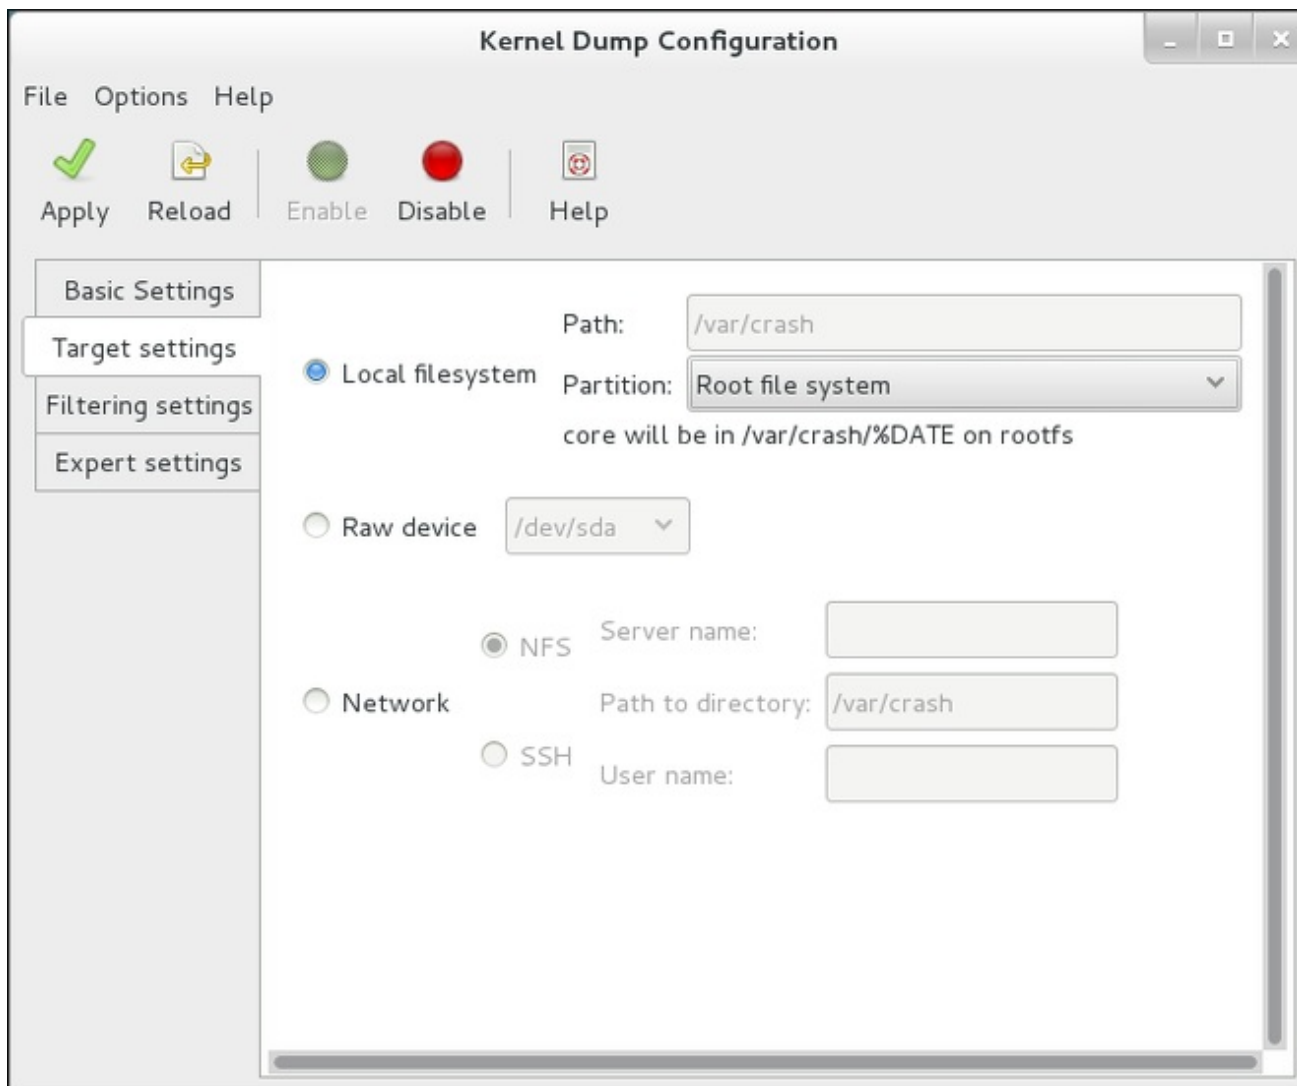 Kernel Dump Configuration
File Options Help
Apply Reload Enable Disable Help
Basic Settings
Target settings
Filtering settings
Expert settings
Path: /var/crash
Local filesystem
Partition: Root file system
core will be in /var/crash/%DATE on rootfs
Raw device /dev/sda
NFS Server name:
Network Path to directory: /var/crash
SSH User name: